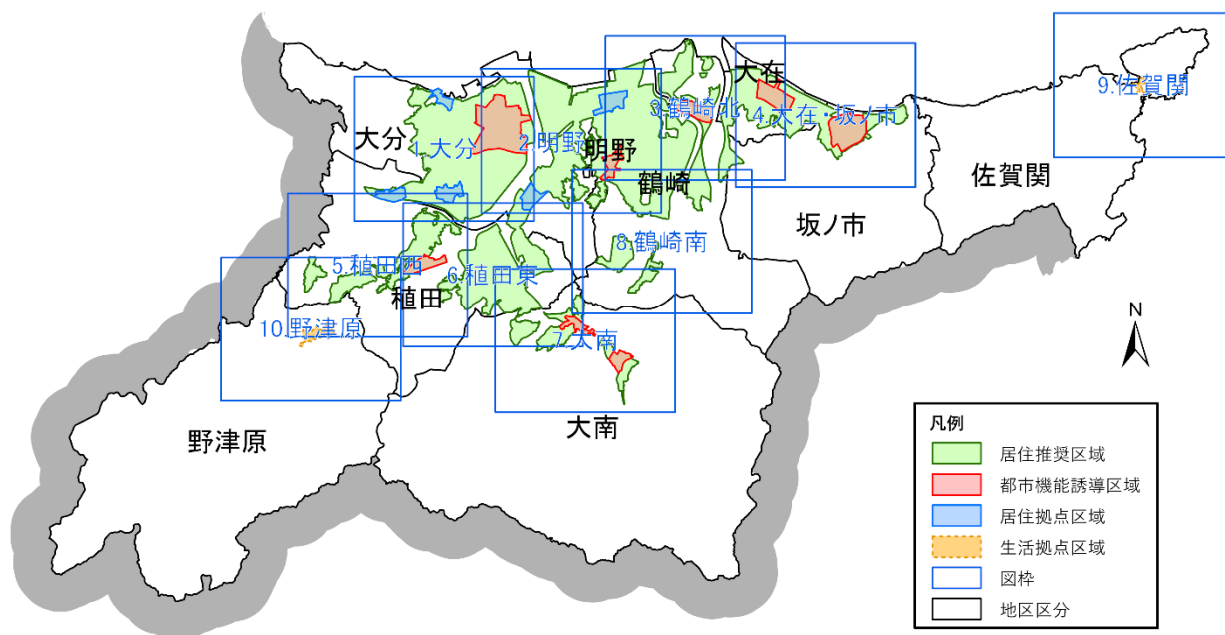 大在
9.佐賀関
3.鶴崎北
4.大在・坂ノ市
大分
1.大分
2.明野
明野
鶴崎
佐賀関
坂ノ市
8.鶴崎南
5.稙田西
6.稙田東
稙田
10.野津原
7.大南
N
大南
野津原
凡例
居住推奨区域
都市機能誘導区域
居住拠点区域
生活拠点区域
図枠
地区区分